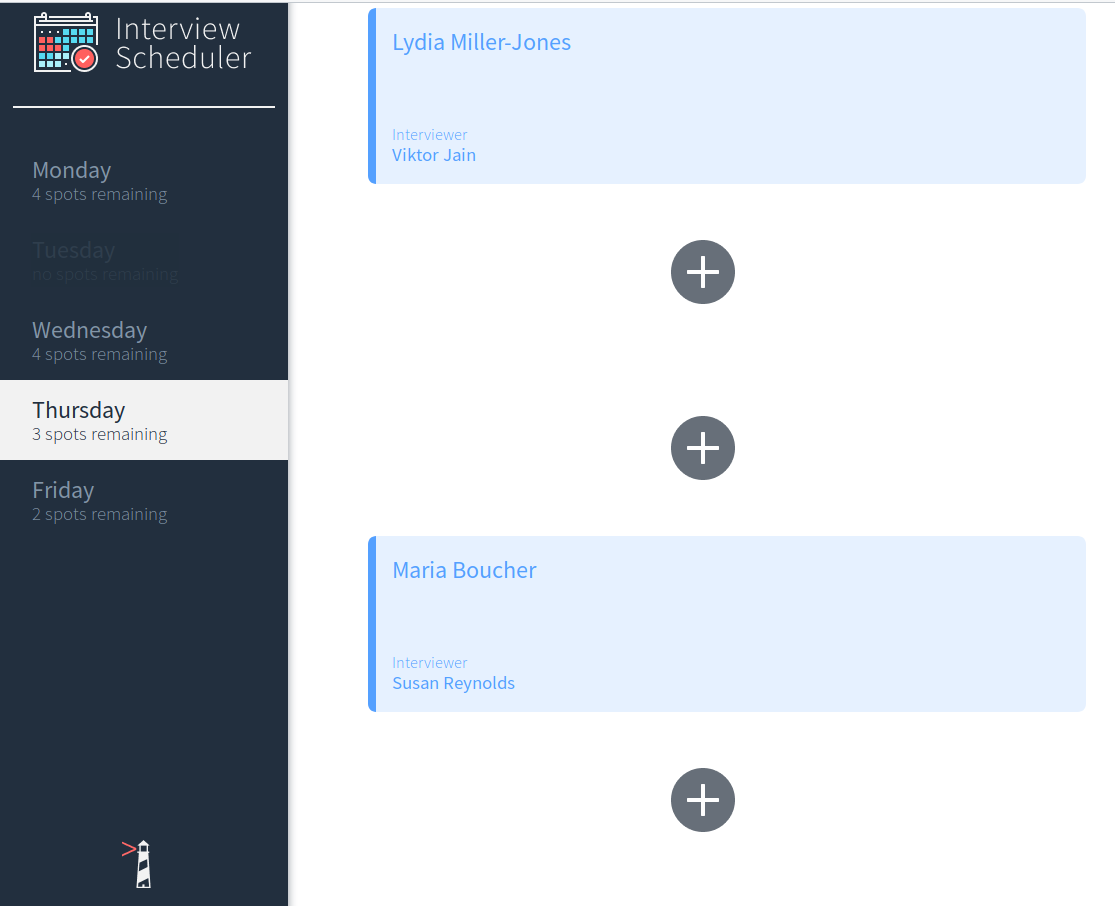 Interview
Scheduler
Monday
4 spots remaining
Tuesday
no spots remaining
Wednesday
4 spots remaining
Thursday
3 spots remaining
Friday
2 spots remaining
Lydia Miller-Jones
Interviewer
Viktor Jain
Maria Boucher
Interviewer
Susan Reynolds